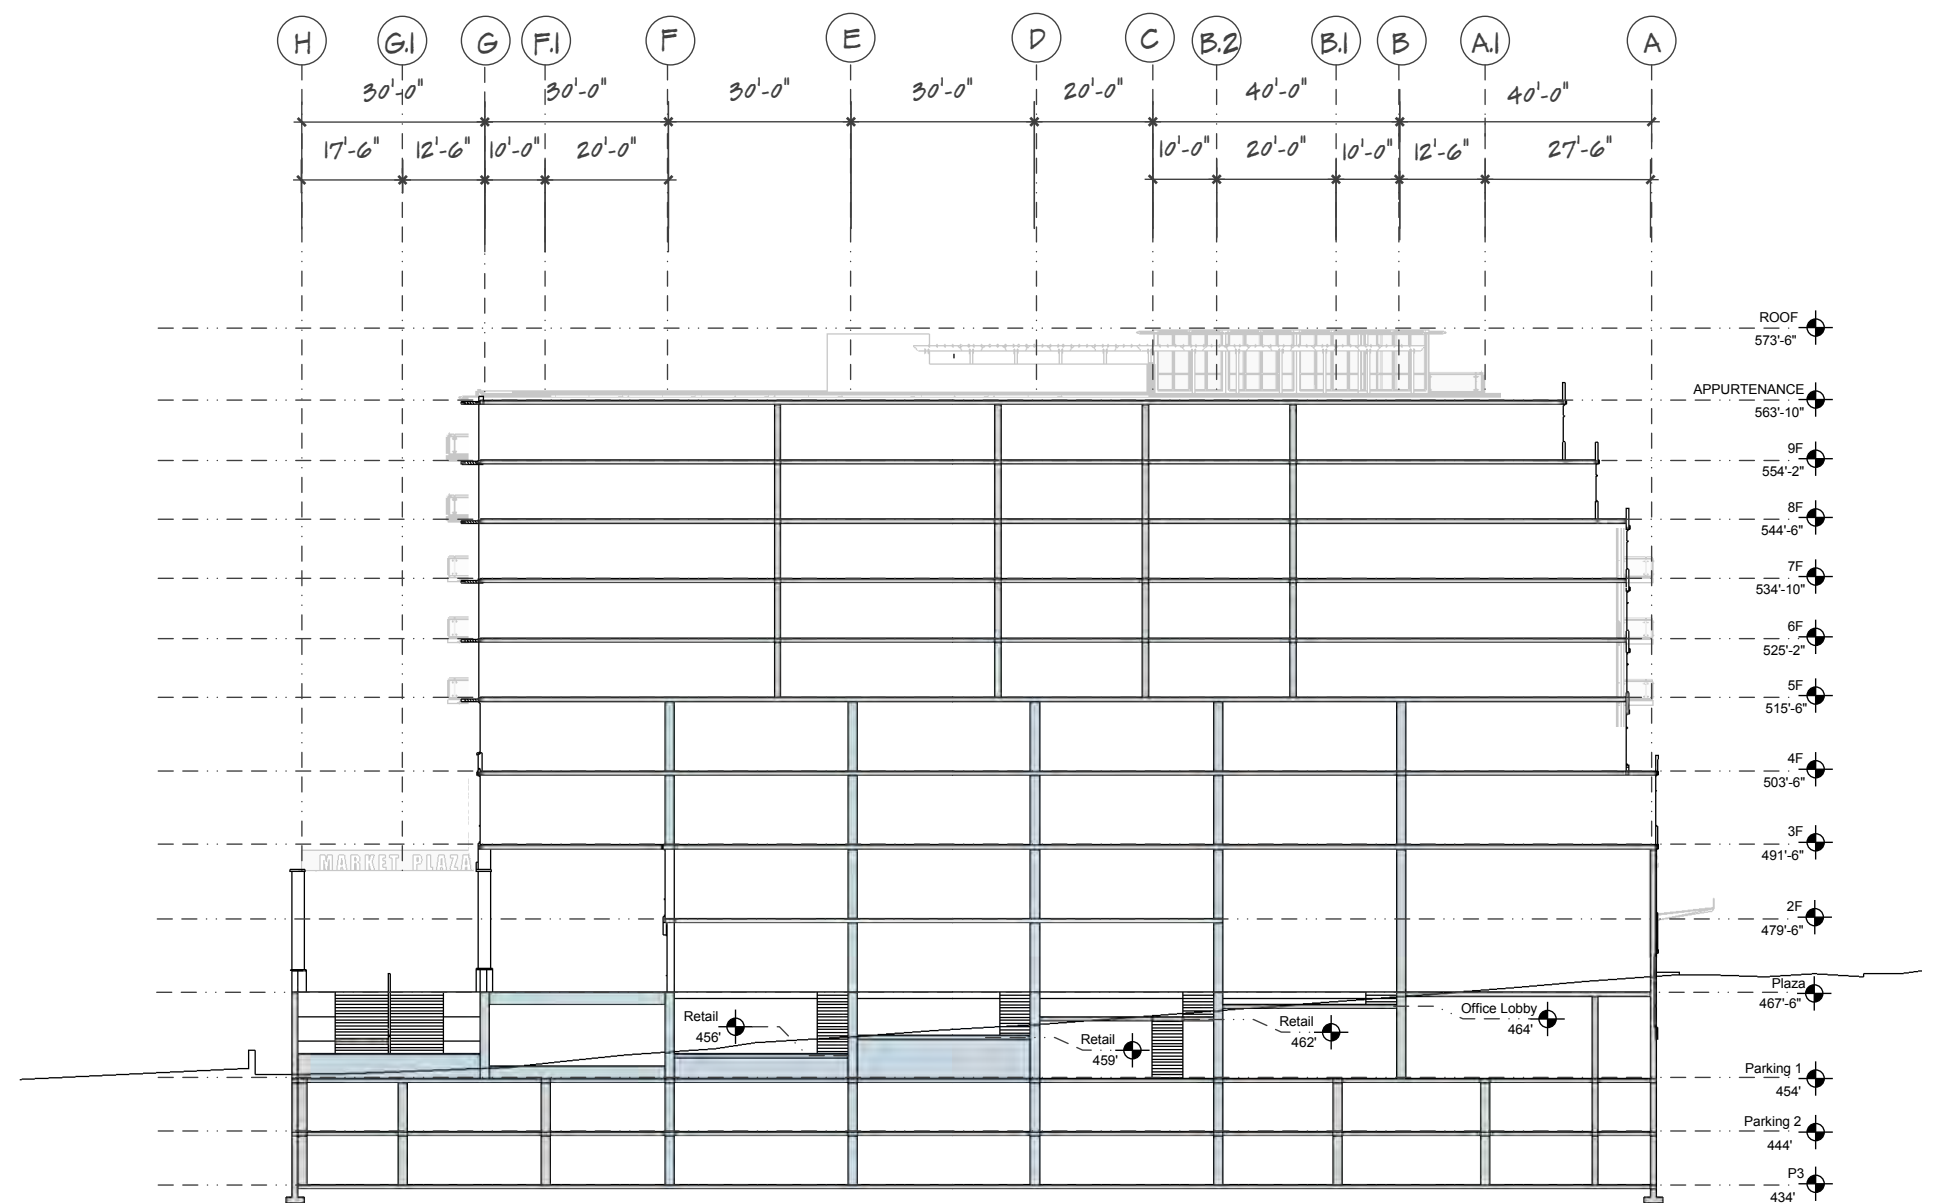 H G.1 G F.1 F E D C B.2 B.1 B A.1 A
30'-0" 30'-0" 30'-0" 30'-0" 20'-0" 40'-0" 40'-0"
17'-6" 12'-6" 10'-0" 20'-0" 10'-0" 20'-0" 10'-0" 12'-6" 27'-6"
ROOF
573'-6"
APPURTENANCE
563'-10"
9F
554'-2"
8F
544'-6"
7F
534'-10"
6F
525'-2"
5F
515'-6"
4F
503'-6"
3F
491'-6"
MARKET PLAZA
2F
479'-6"
Plaza
467'-6"
Retail
456'
Retail
459'
Retail
462'
Office Lobby
464'
Parking 1
454'
Parking 2
444'
P3
434'